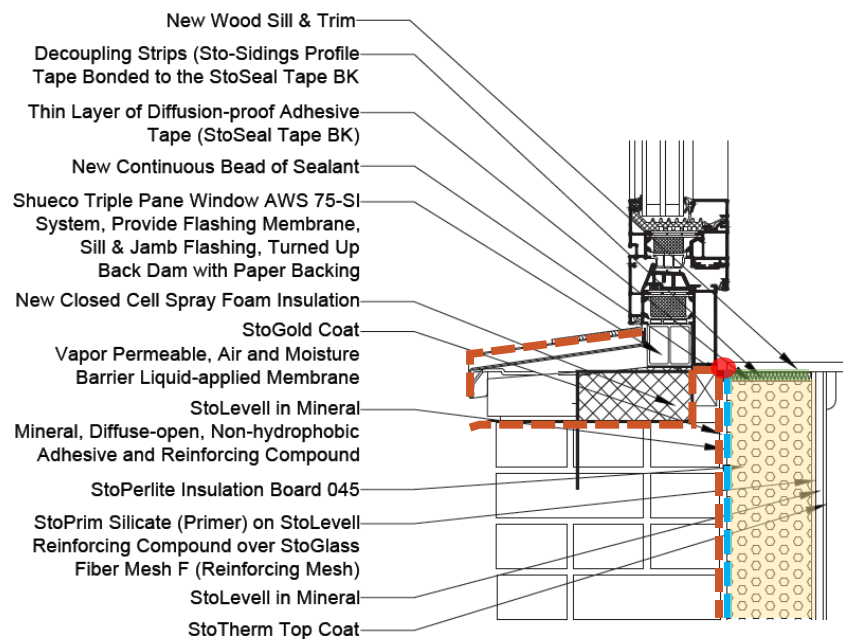 New Wood Sill & Trim
Decoupling Strips (Sto-Sidings Profile
Tape Bonded to the StoSeal Tape BK
Thin Layer of Diffusion-proof Adhesive
Tape (StoSeal Tape BK)
New Continuous Bead of Sealant
Shueco Triple Pane Window AWS 75-SI
System, Provide Flashing Membrane,
Sill & Jamb Flashing, Turned Up
Back Dam with Paper Backing
New Closed Cell Spray Foam Insulation
StoGold Coat
Vapor Permeable, Air and Moisture
Barrier Liquid-applied Membrane
StoLevell in Mineral
Mineral, Diffuse-open, Non-hydrophobic
Adhesive and Reinforcing Compound
StoPerlite Insulation Board 045
StoPrim Silicate (Primer) on StoLevell
Reinforcing Compound over StoGlass
Fiber Mesh F (Reinforcing Mesh)
StoLevell in Mineral
StoTherm Top Coat